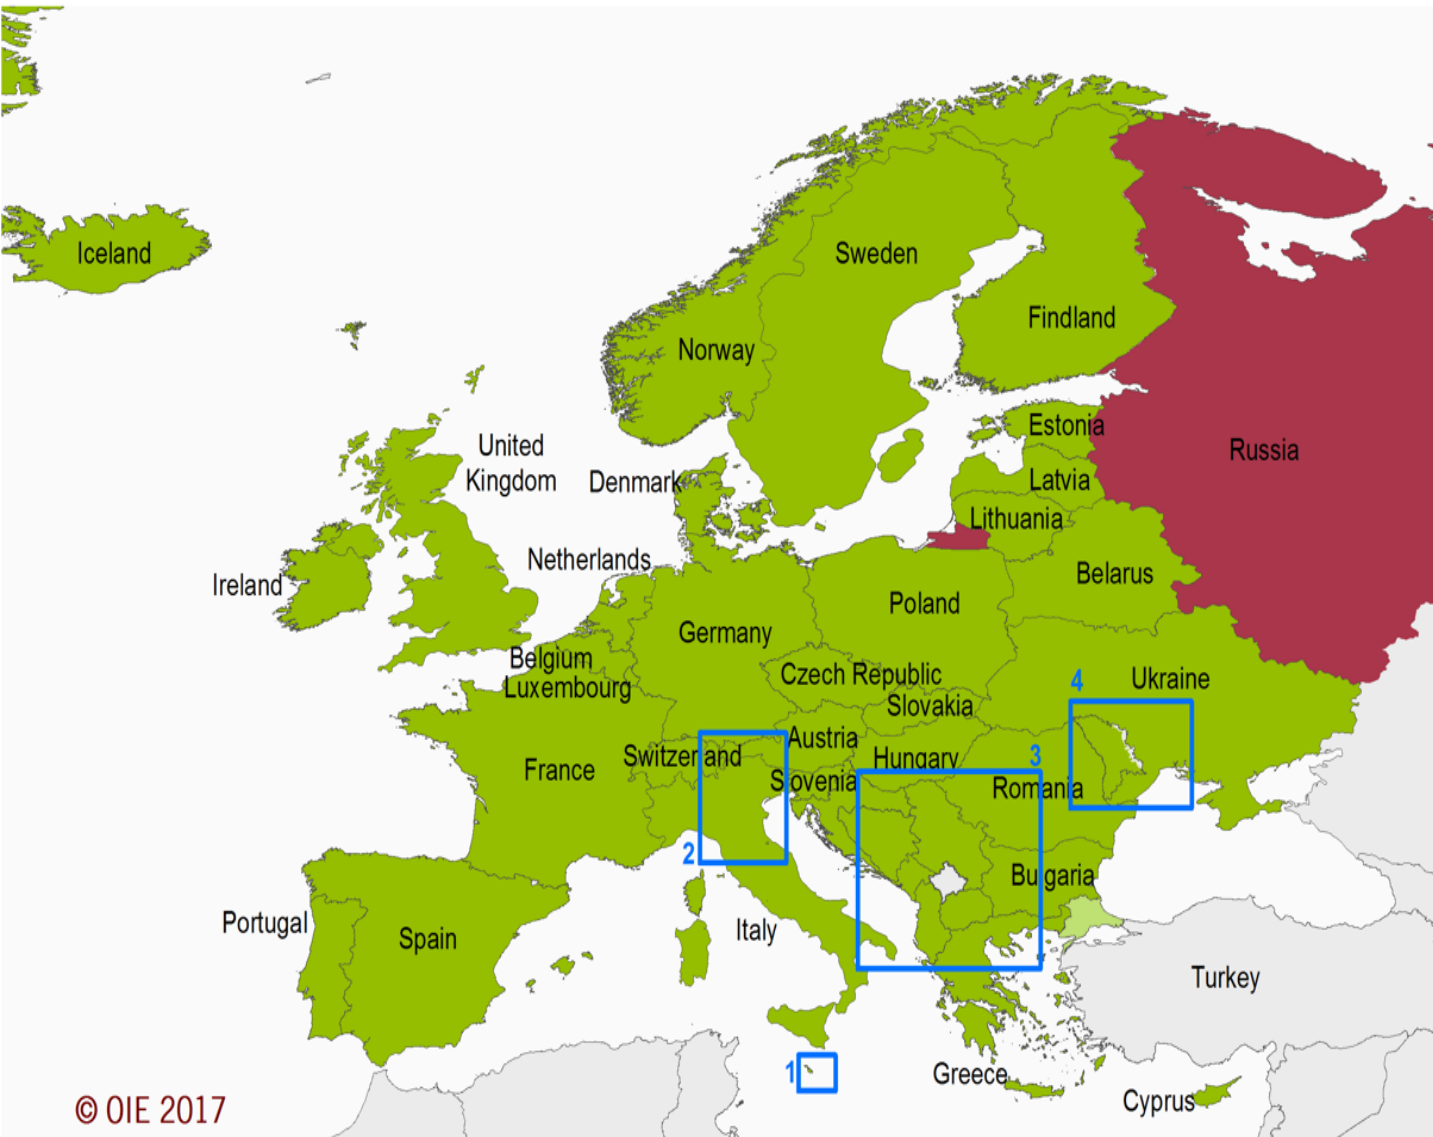 Iceland
Sweden
Findland
Norway
Estonia
Russia
United
Kingdom
Denmark
Latvia
Lithuania
Netherlands
Ireland
Belarus
Poland
Germany
Belgium
Czech Republic
Luxembourg
4
Ukraine
Slovakia
Austria
Switzerland
Hungary
3
France
Slovenia
Romania
2
Bulgaria
Portugal
Spain
Italy
Turkey
1
Greece
Cyprus
© OIE 2017